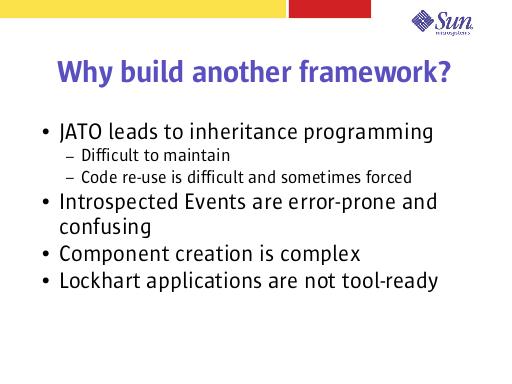 Sun
microsystems
Why build another framework?
• JATO leads to inheritance programming
– Difficult to maintain
– Code re-use is difficult and sometimes forced
• Introspected Events are error-prone and
confusing
• Component creation is complex
• Lockhart applications are not tool-ready